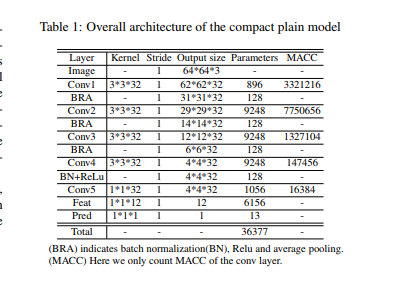 Table 1: Overall architecture of the compact plain model
Layer Kernel Stride Output size Parameters MACC
Image - 1 64*64*3 - -
Conv1 3*3*32 1 62*62*32 896 3321216
BRA - 1 31*31*32 128 -
Conv2 3*3*32 1 29*29*32 9248 7750656
BRA - 1 14*14*32 128 -
Conv3 3*3*32 1 12*12*32 9248 1327104
BRA - 1 6*6*32 128 -
Conv4 3*3*32 1 4*4*32 9248 147456
BN+ReLu - 1 4*4*32 128 -
Conv5 1*1*32 1 4*4*32 1056 16384
Feat 1*1*12 1 12 6156 -
Pred 1*1*1 1 1 13 -
Total - - - 36377
(BRA) indicates batch normalization(BN), Relu and average pooling.
(MACC) Here we only count MACC of the conv layer.